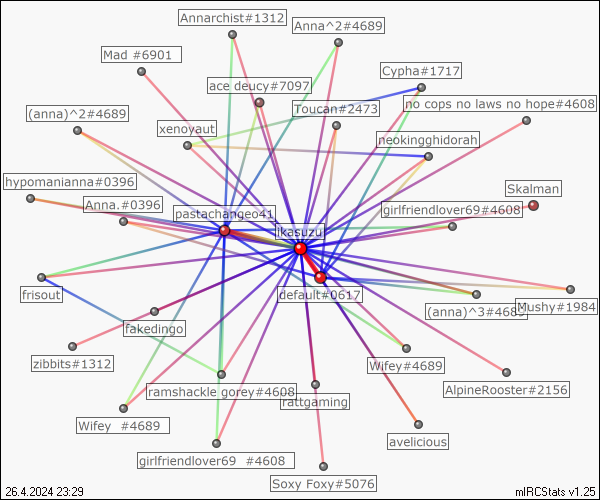 Annarchist#1312
Anna^2#4689
Mad #6901
Cypha#1717
ace deucy#7097
Toucan#2473
no cops no laws no hope#4608
(anna)^2#4689
xenoyaut
neokingghidorah
hypomanianna#0396
Skalman
Anna.#0396
pastachangeo41
girlfriendlover69#4608
ikasuzu
frisout
default#0617
(anna)^3#4689
Mushy#1984
fakedingo
zibbits#1312
Wifey#4689
ramshackle gorey#4608
AlpineRooster#2156
rattgaming
Wifey  #4689
avelicious
girlfriendlover69  #4608
Soxy Foxy#5076
26.4.2024 23:29
mIRCStats v1.25